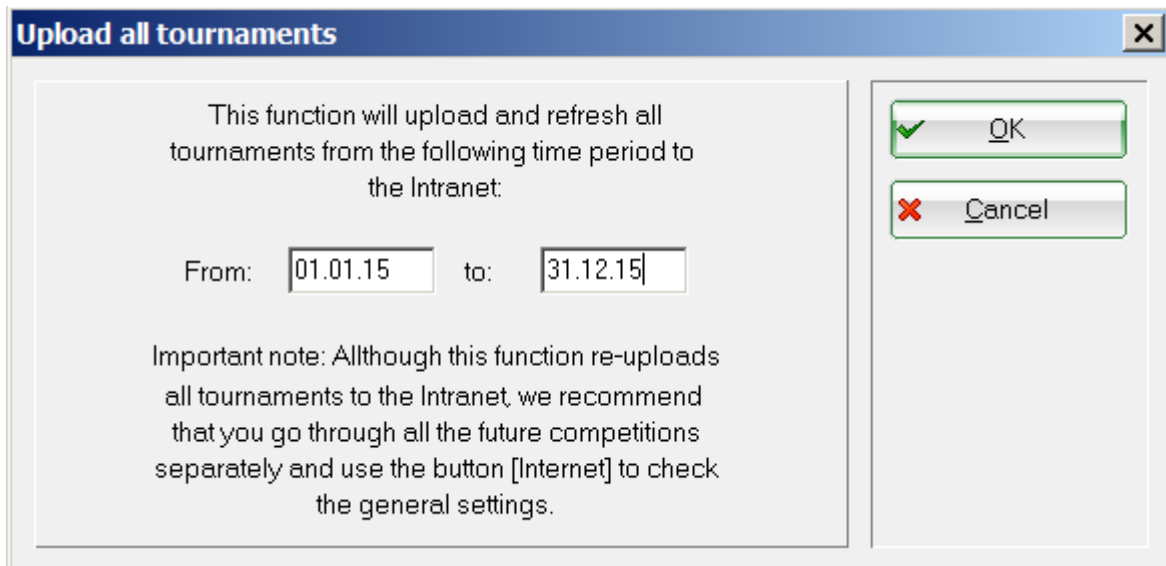 Upload all tournaments
This function will upload and refresh all
tournaments from the following time period to
the Intranet:
From: 01.01.15 to: 31.12.15
Important note: Allthough this function re-uploads
all tournaments to the Intranet, we recommend
that you go through all the future competitions
separately and use the button [Internet] to check
the general settings.
OK
Cancel